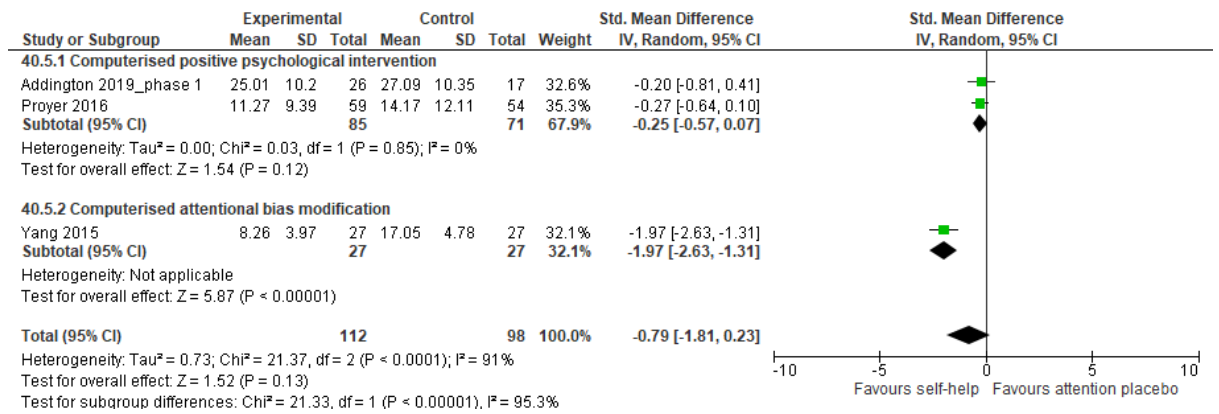 Experimental Control Std. Mean Difference Std. Mean Difference
Study or Subgroup Mean SD Total Mean SD Total Weight IV, Random, 95% CI IV, Random, 95% CI
40.5.1 Computerised positive psychological intervention
Addington 2019_phase 1 25.01 10.2 26 27.09 10.35 17 32.6% -0.20 [-0.81, 0.41]
Proyer 2016 11.27 9.39 59 14.17 12.11 54 35.3% -0.27 [-0.64, 0.10]
Subtotal (95% CI) 85 71 67.9% -0.25 [-0.57, 0.07]
Heterogeneity: Tau² = 0.00; Chi² = 0.03, df = 1 (P = 0.85); I² = 0%
Test for overall effect: Z = 1.54 (P = 0.12)
40.5.2 Computerised attentional bias modification
Yang 2015 8.26 3.97 27 17.05 4.78 27 32.1% -1.97 [-2.63, -1.31]
Subtotal (95% CI) 27 27 32.1% -1.97 [-2.63, -1.31]
Heterogeneity: Not applicable
Test for overall effect: Z = 5.87 (P < 0.00001)
Total (95% CI) 112 98 100.0% -0.79 [-1.81, 0.23]
Heterogeneity: Tau² = 0.73; Chi² = 21.37, df = 2 (P < 0.0001); I² = 91%
Test for overall effect: Z = 1.52 (P = 0.13)
Test for subgroup differences: Chi² = 21.33, df = 1 (P < 0.00001), I² = 95.3%
-10 -5 0 5 10
Favours self-help Favours attention placebo